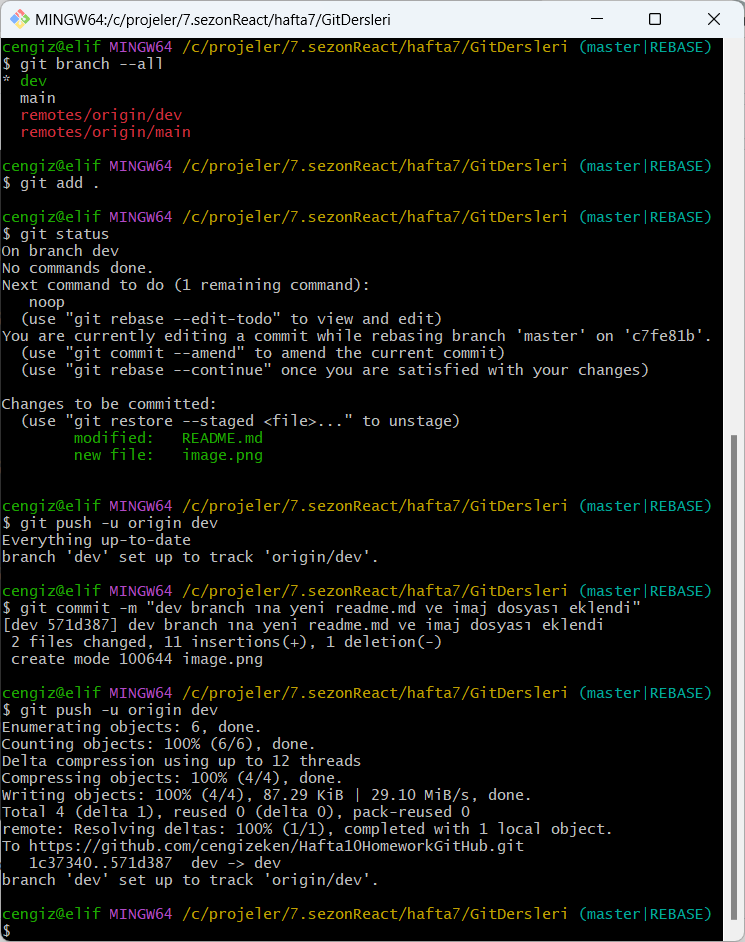 MINGW64:/c/projeler/7.sezonReact/hafta7/GitDersleri
cengiz@elif MINGW64 /c/projeler/7.sezonReact/hafta7/GitDersleri (master|REBASE)
$ git branch --all
* dev
  main
  remotes/origin/dev
  remotes/origin/main

cengiz@elif MINGW64 /c/projeler/7.sezonReact/hafta7/GitDersleri (master|REBASE)
$ git add .

cengiz@elif MINGW64 /c/projeler/7.sezonReact/hafta7/GitDersleri (master|REBASE)
$ git status
On branch dev
No commands done.
Next command to do (1 remaining command):
   noop
  (use "git rebase --edit-todo" to view and edit)
You are currently editing a commit while rebasing branch 'master' on 'c7fe81b'.
  (use "git commit --amend" to amend the current commit)
  (use "git rebase --continue" once you are satisfied with your changes)

Changes to be committed:
  (use "git restore --staged <file>..." to unstage)
        modified:   README.md
        new file:   image.png

cengiz@elif MINGW64 /c/projeler/7.sezonReact/hafta7/GitDersleri (master|REBASE)
$ git push -u origin dev
Everything up-to-date
branch 'dev' set up to track 'origin/dev'.

cengiz@elif MINGW64 /c/projeler/7.sezonReact/hafta7/GitDersleri (master|REBASE)
$ git commit -m "dev branch ına yeni readme.md ve imaj dosyası eklendi"
[dev 571d387] dev branch ına yeni readme.md ve imaj dosyası eklendi
 2 files changed, 11 insertions(+), 1 deletion(-)
 create mode 100644 image.png

cengiz@elif MINGW64 /c/projeler/7.sezonReact/hafta7/GitDersleri (master|REBASE)
$ git push -u origin dev
Enumerating objects: 6, done.
Counting objects: 100% (6/6), done.
Delta compression using up to 12 threads
Compressing objects: 100% (4/4), done.
Writing objects: 100% (4/4), 87.29 KiB | 29.10 MiB/s, done.
Total 4 (delta 1), reused 0 (delta 0), pack-reused 0
remote: Resolving deltas: 100% (1/1), completed with 1 local object.
To https://github.com/cengizeken/Hafta10HomeworkGitHub.git
   1c37340..571d387  dev -> dev
branch 'dev' set up to track 'origin/dev'.

cengiz@elif MINGW64 /c/projeler/7.sezonReact/hafta7/GitDersleri (master|REBASE)
$